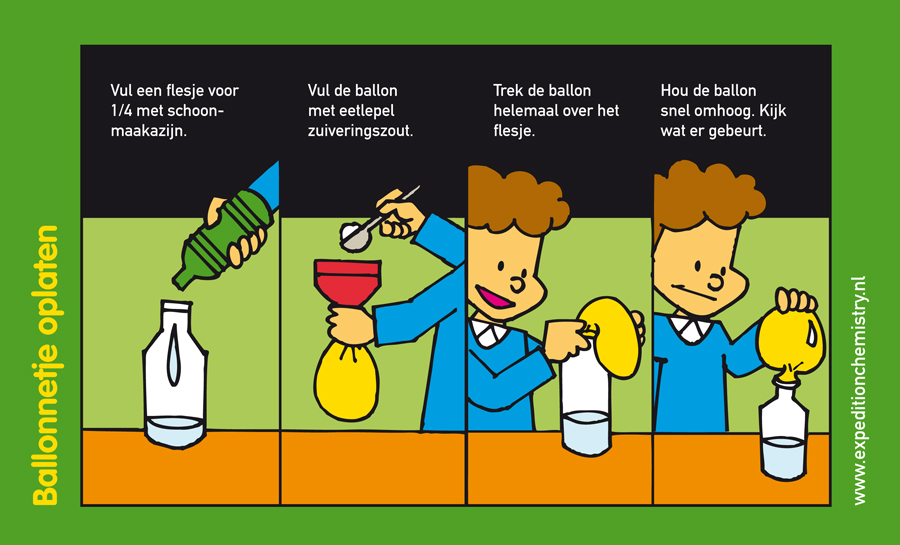 Ballonnetje oplaten
Vul een flesje voor
1/4 met schoon-
maakazijn.
Vul de ballon
met eetlepel
zuiveringszout.
Trek de ballon
helemaal over het
flesje.
Hou de ballon
snel omhoog. Kijk
wat er gebeurt.
www.expeditionchemistry.nl